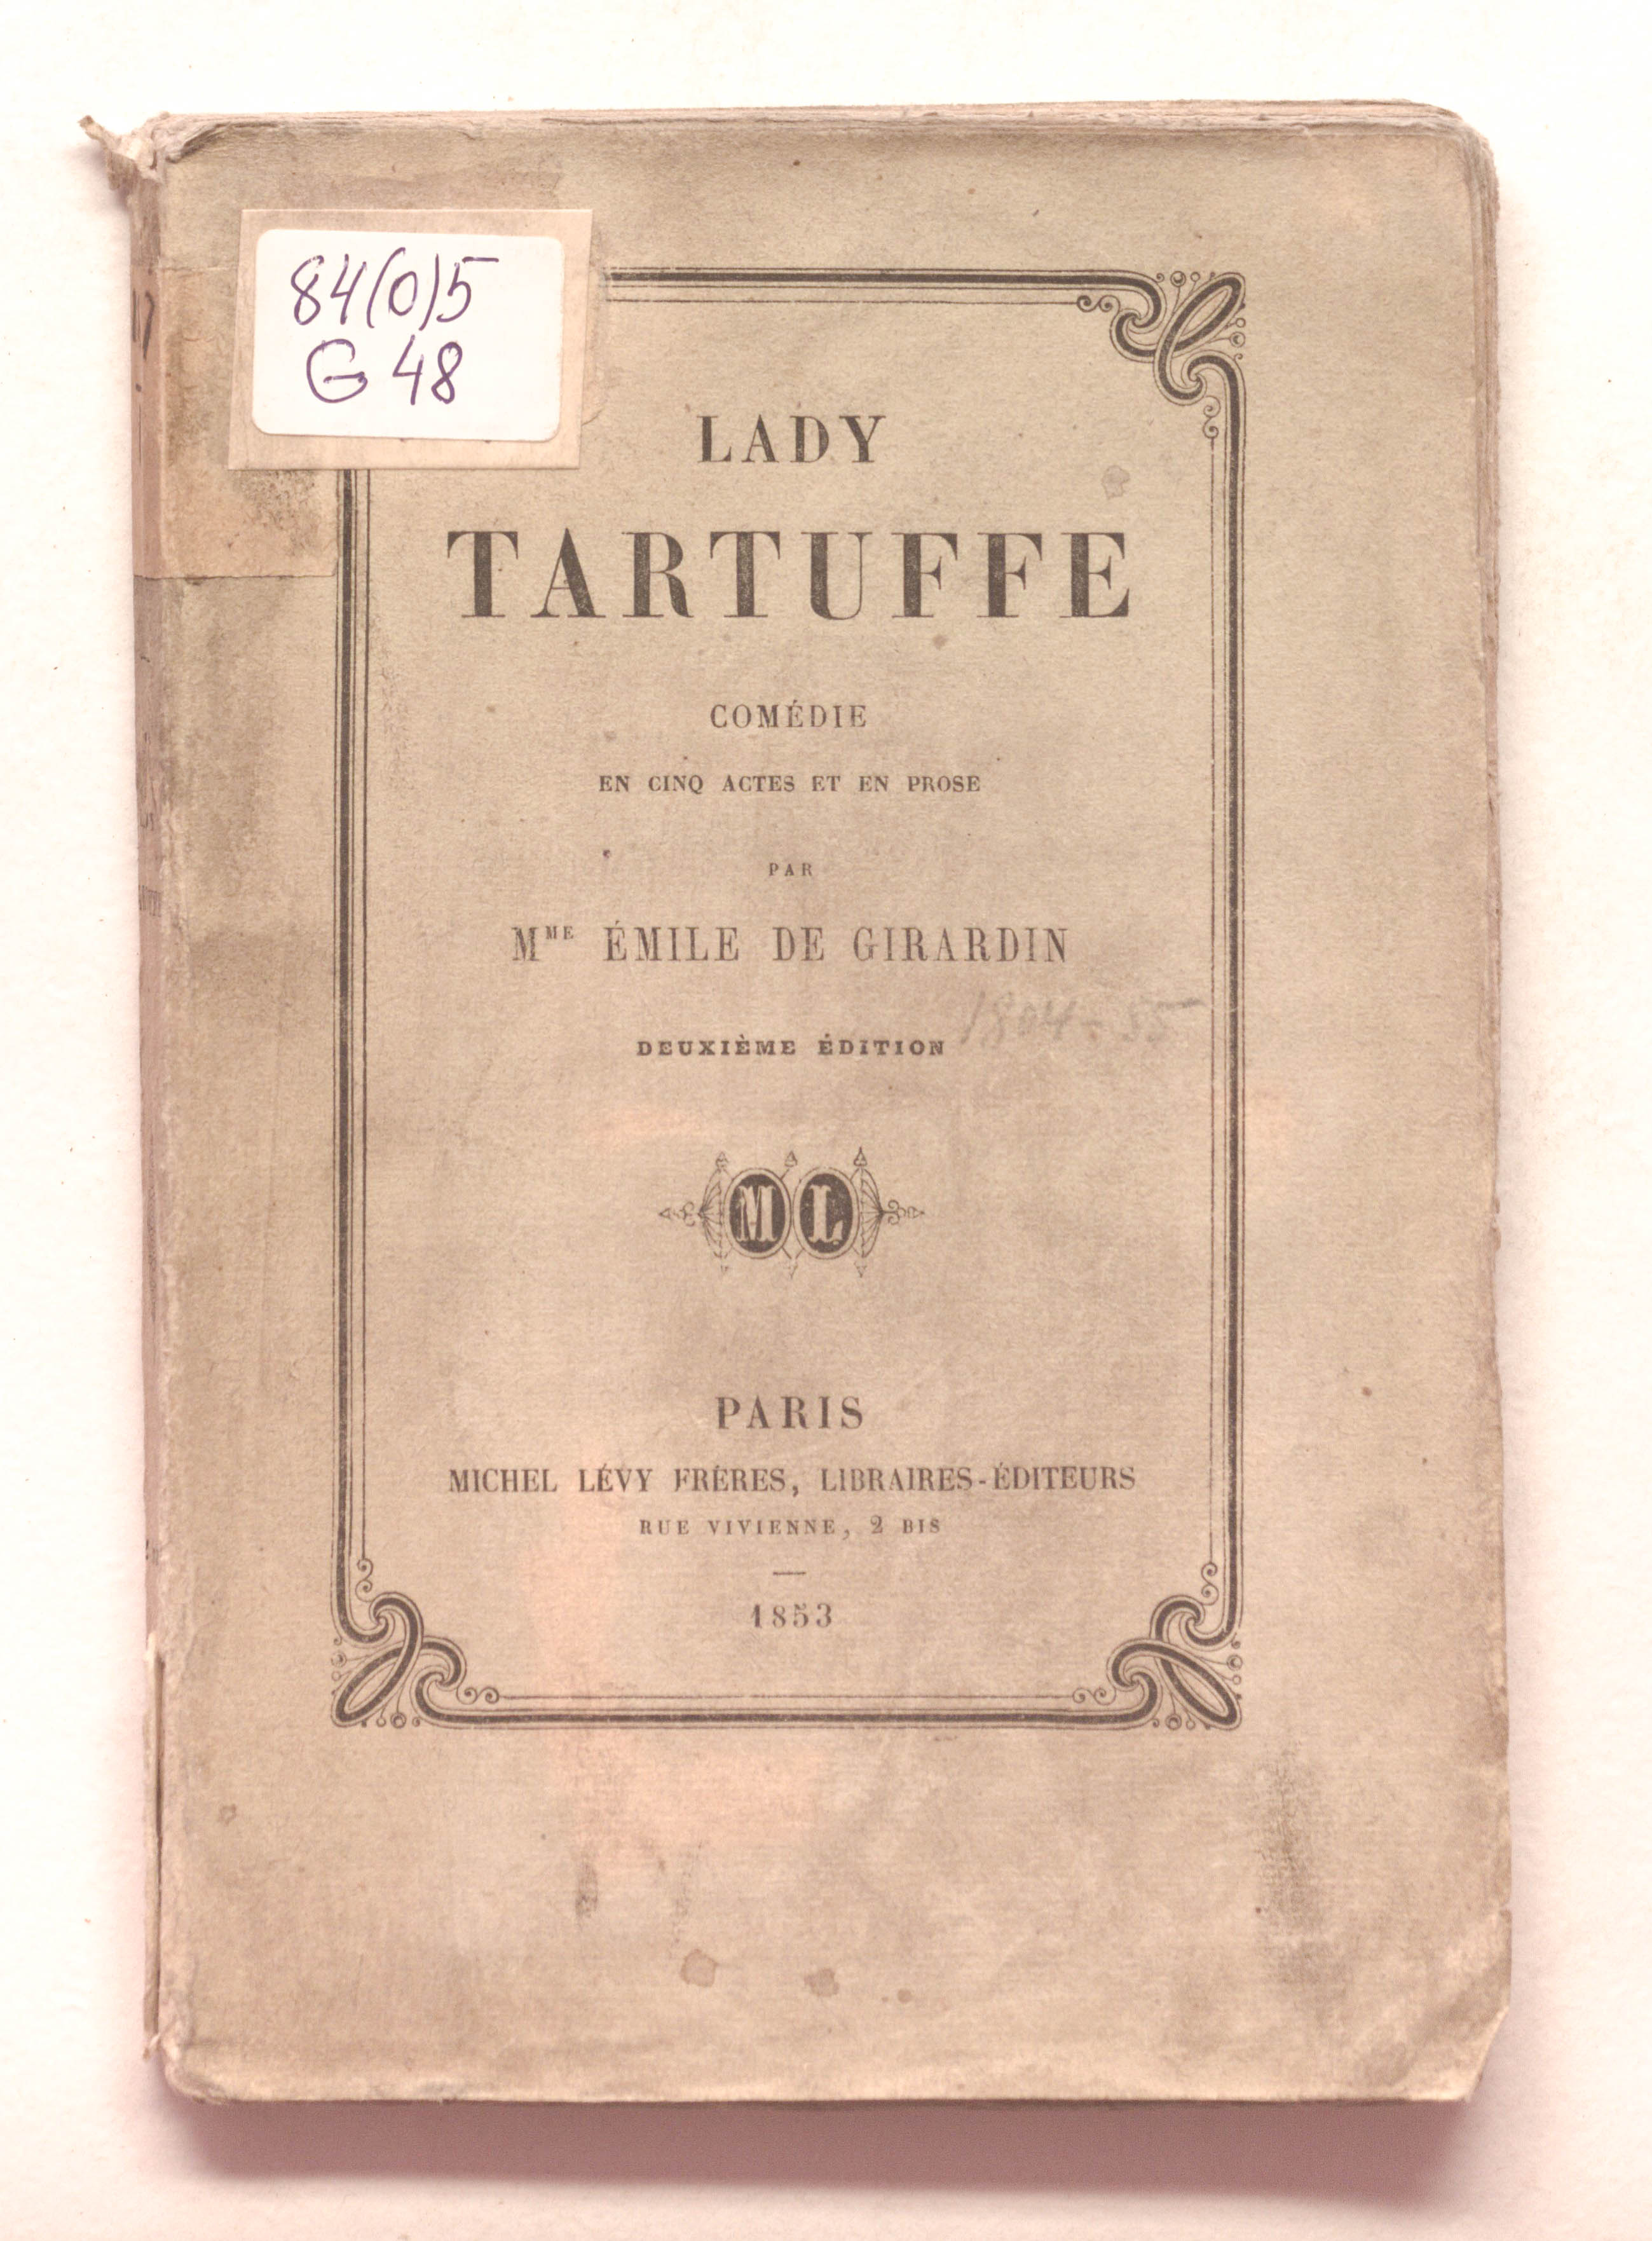 84(0)5
G 48
LADY
TARTUFFE
COMÉDIE
EN CINQ ACTES ET EN PROSE
PAR
MME ÉMILE DE GIRARDIN
1804-55
DEUXIÈME ÉDITION
M L
PARIS
MICHEL LÉVY FRÈRES, LIBRAIRES-ÉDITEURS
RUE VIVIENNE, 2 BIS
1853